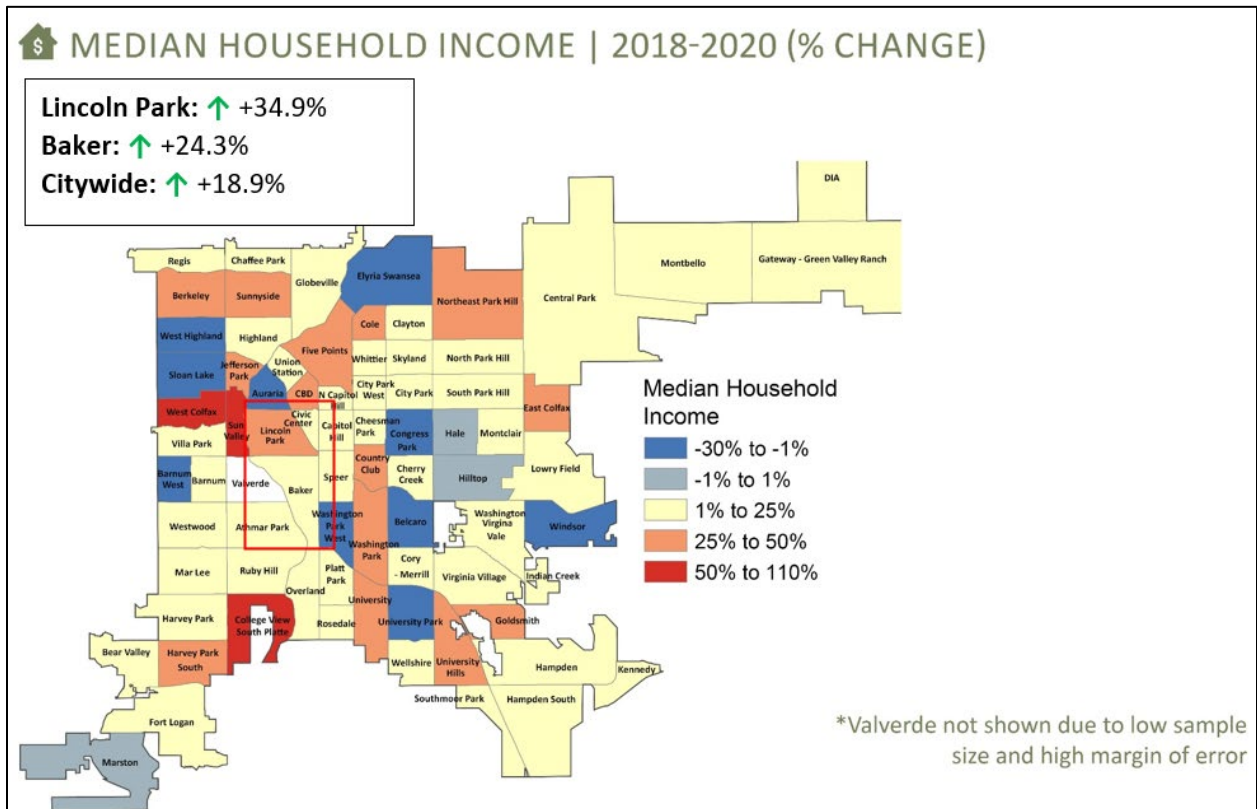 $ MEDIAN HOUSEHOLD INCOME | 2018-2020 (% CHANGE)
Lincoln Park: ↑ +34.9%
Baker: ↑ +24.3%
Citywide: ↑ +18.9%
DIA
Regis
Chaffee Park
Globeville
Elyria Swansea
Montbello
Gateway - Green Valley Ranch
Berkeley
Sunnyside
Northeast Park Hill
Central Park
West Highland
Highland
Five Points
Cole
Clayton
Sloan Lake
Jefferson
Park
Union
Station
Whittier
Skyland
North Park Hill
Auraria
CBD
N Capitol
Hill
City Park
West
City Park
South Park Hill
West Colfax
Sun
Valley
Lincoln
Park
Civic
Center
Capitol
Hill
Cheesman
Park
Congress
Park
Hale
Montclair
East Colfax
Villa Park
Barnum
West
Barnum
Valverde
Baker
Speer
Country
Club
Cherry
Creek
Hilltop
Lowry Field
Westwood
Athmar Park
Washington
Park
West
Washington
Park
Belcaro
Washington
Virgina
Vale
Windsor
Mar Lee
Ruby Hill
Overland
Platt
Park
Cory
- Merrill
Virginia Village
Indian Creek
Harvey Park
College View
South Platte
Rosedale
University
University Park
Goldsmith
Bear Valley
Harvey Park
South
Wellshire
University
Hills
Hampden
Kennedy
Southmoor Park
Hampden South
Fort Logan
Marston
Median Household
Income
-30% to -1%
-1% to 1%
1% to 25%
25% to 50%
50% to 110%
*Valverde not shown due to low sample
size and high margin of error